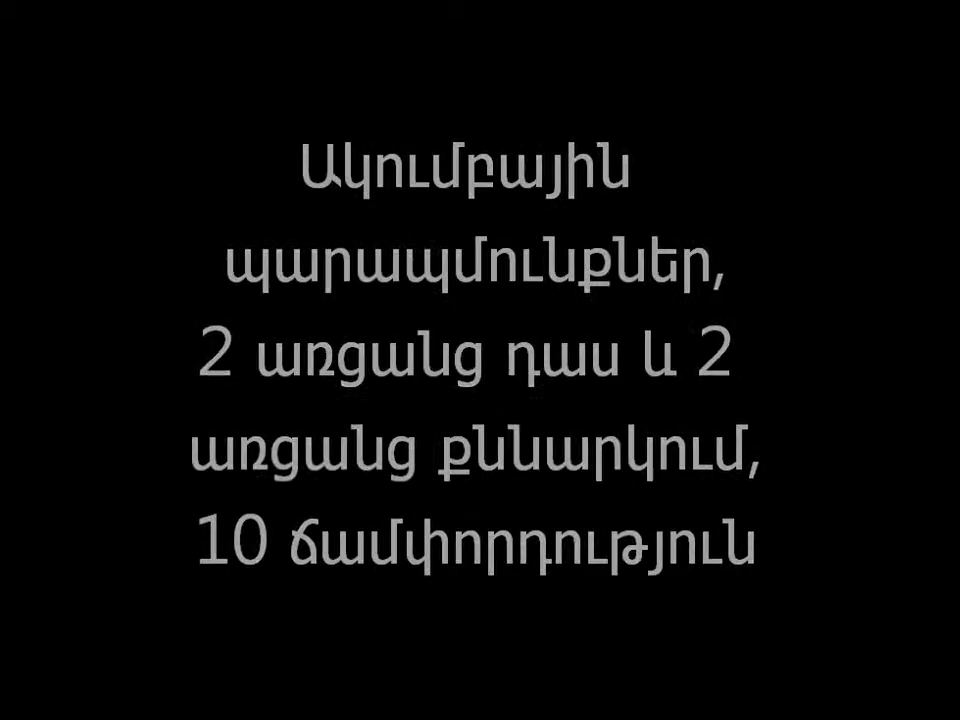 Ակումբային
պարապմունքներ,
2 առցանց դաս և 2
առցանց քննարկում,
10 ճամփորդություն